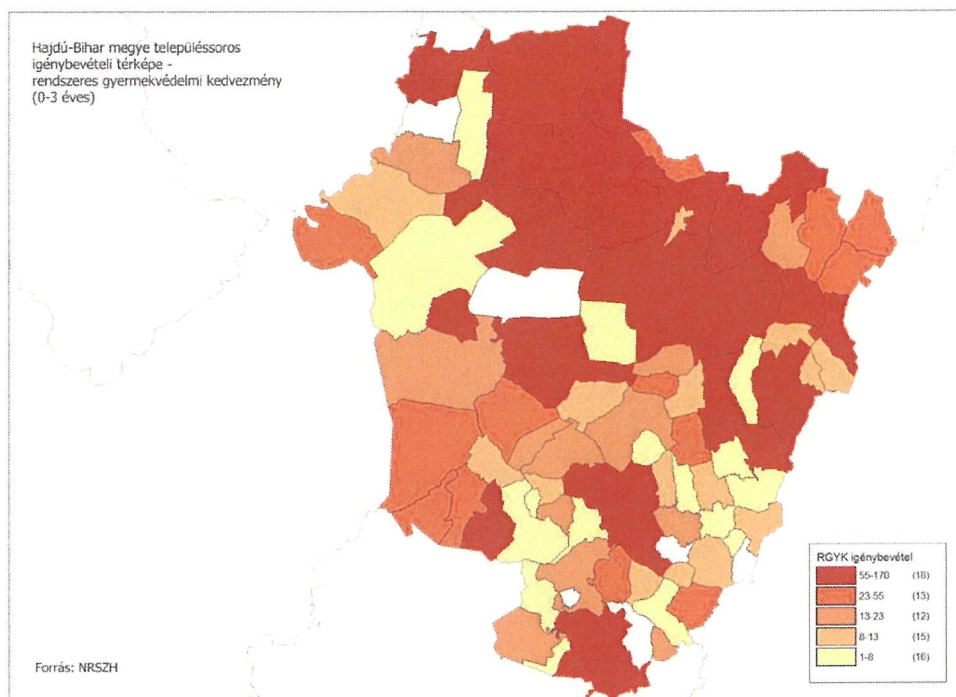 Hajdú-Bihar megye településsoros
igénybevételi térképe -
rendszeres gyermekvédelmi kedvezmény
(0-3 éves)
RGYK igénybevétel
55-170 (18)
23-55 (13)
13-23 (12)
8-13 (15)
1-8 (16)
Forrás: NRSZH